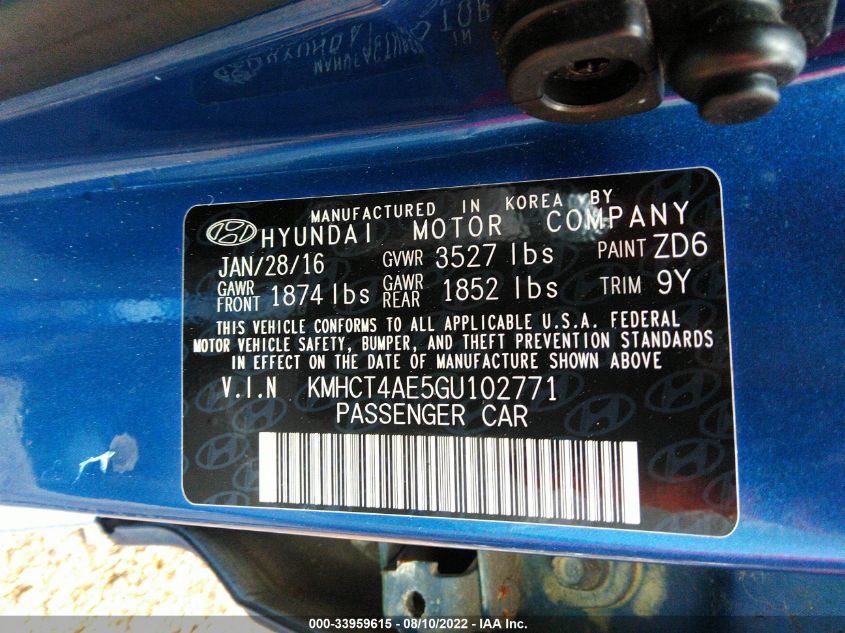 MANUFACTURED IN KOREA BY
HYUNDAI MOTOR COMPANY
JAN/28/16 GVWR 3527 lbs PAINT ZD6
GAWR FRONT 1874 lbs GAWR REAR 1852 lbs TRIM 9Y
THIS VEHICLE CONFORMS TO ALL APPLICABLE U.S.A. FEDERAL
MOTOR VEHICLE SAFETY, BUMPER, AND THEFT PREVENTION STANDARDS
IN EFFECT ON THE DATE OF MANUFACTURE SHOWN ABOVE
V.I.N KMHCT4AE5GU102771
PASSENGER CAR
000-33959615 - 08/10/2022 - IAA Inc.